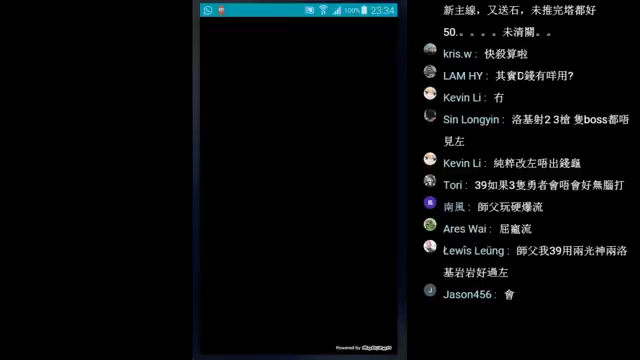 100% 23:34
Powered by
新主線，又送石，未推完塔都好
50.。。。。未清關。。
kris.w： 快殺算啦
LAM HY： 其實D錢有咩用?
Kevin Li： 冇
Sin Longyin： 洛基射2 3槍 隻boss都唔
見左
Kevin Li： 純粹改左唔出錢龜
Tori： 39如果3隻勇者會唔會好無腦打
南風： 師父玩硬爆流
Ares Wai： 屈竉流
Łewîs Leüng： 師父我39用兩光神兩洛
基岩岩好過左
Jason456： 會